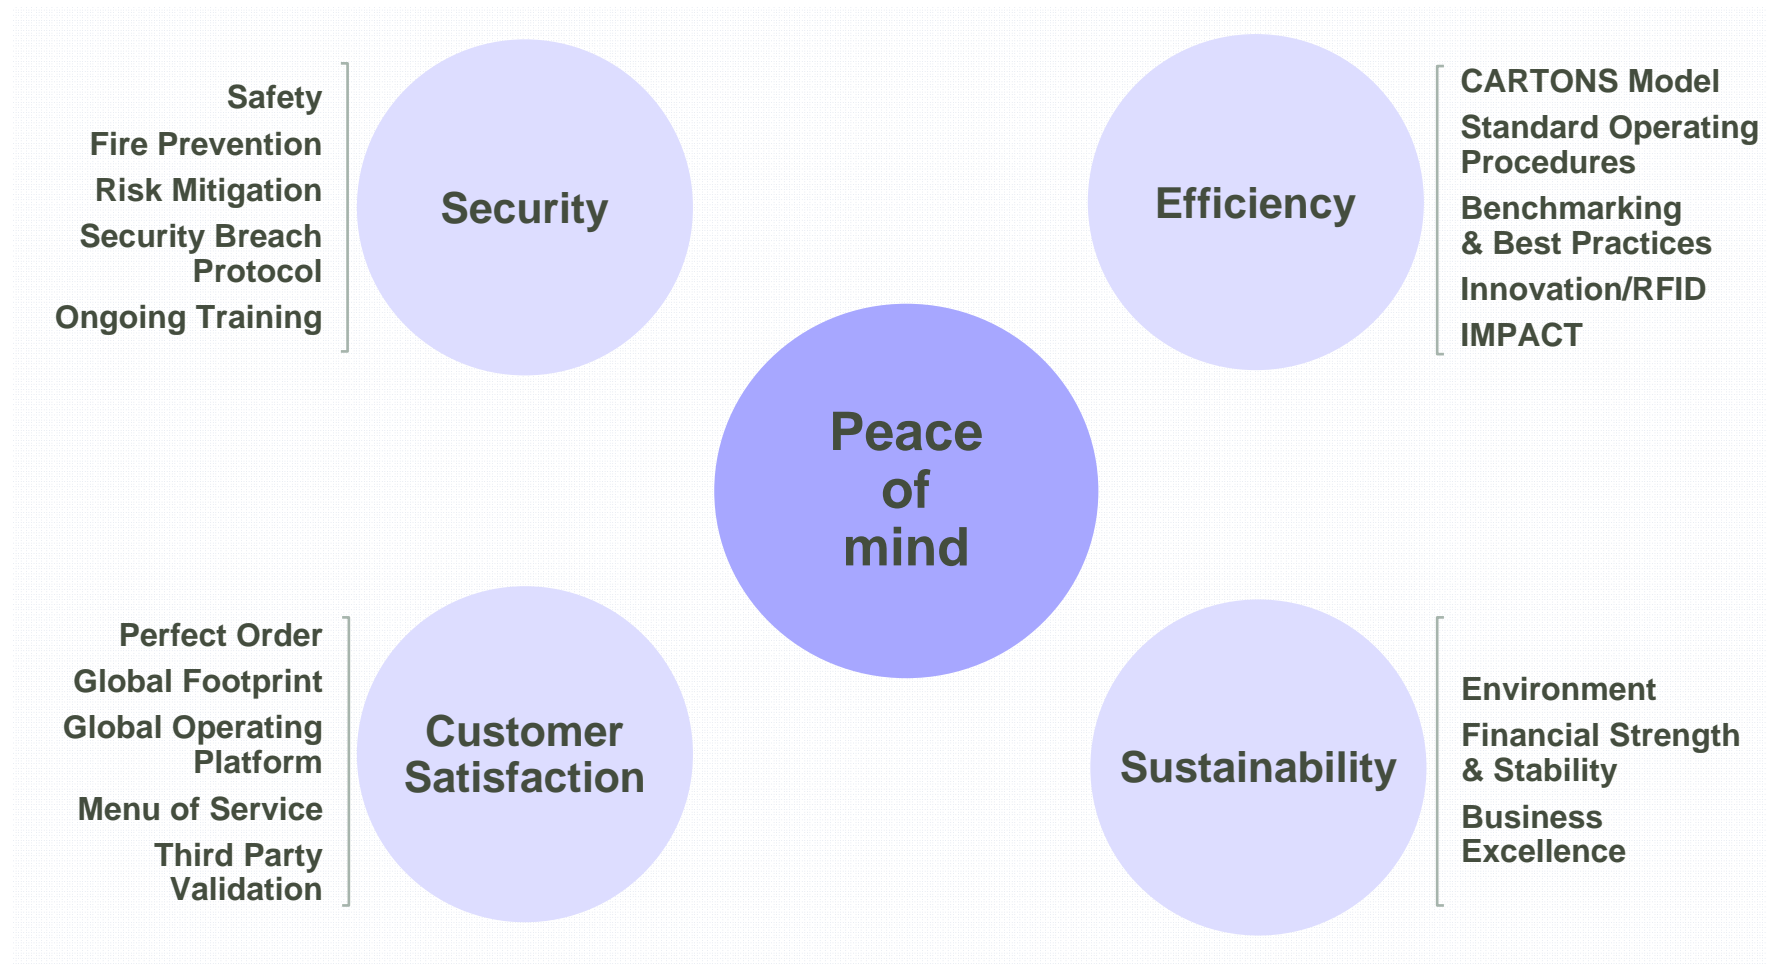 Safety
Fire Prevention
Risk Mitigation
Security Breach
Protocol
Ongoing Training
Security
Efficiency
CARTONS Model
Standard Operating
Procedures
Benchmarking
& Best Practices
Innovation/RFID
IMPACT
Peace
of
mind
Perfect Order
Global Footprint
Global Operating
Platform
Menu of Service
Third Party
Validation
Customer
Satisfaction
Sustainability
Environment
Financial Strength
& Stability
Business
Excellence